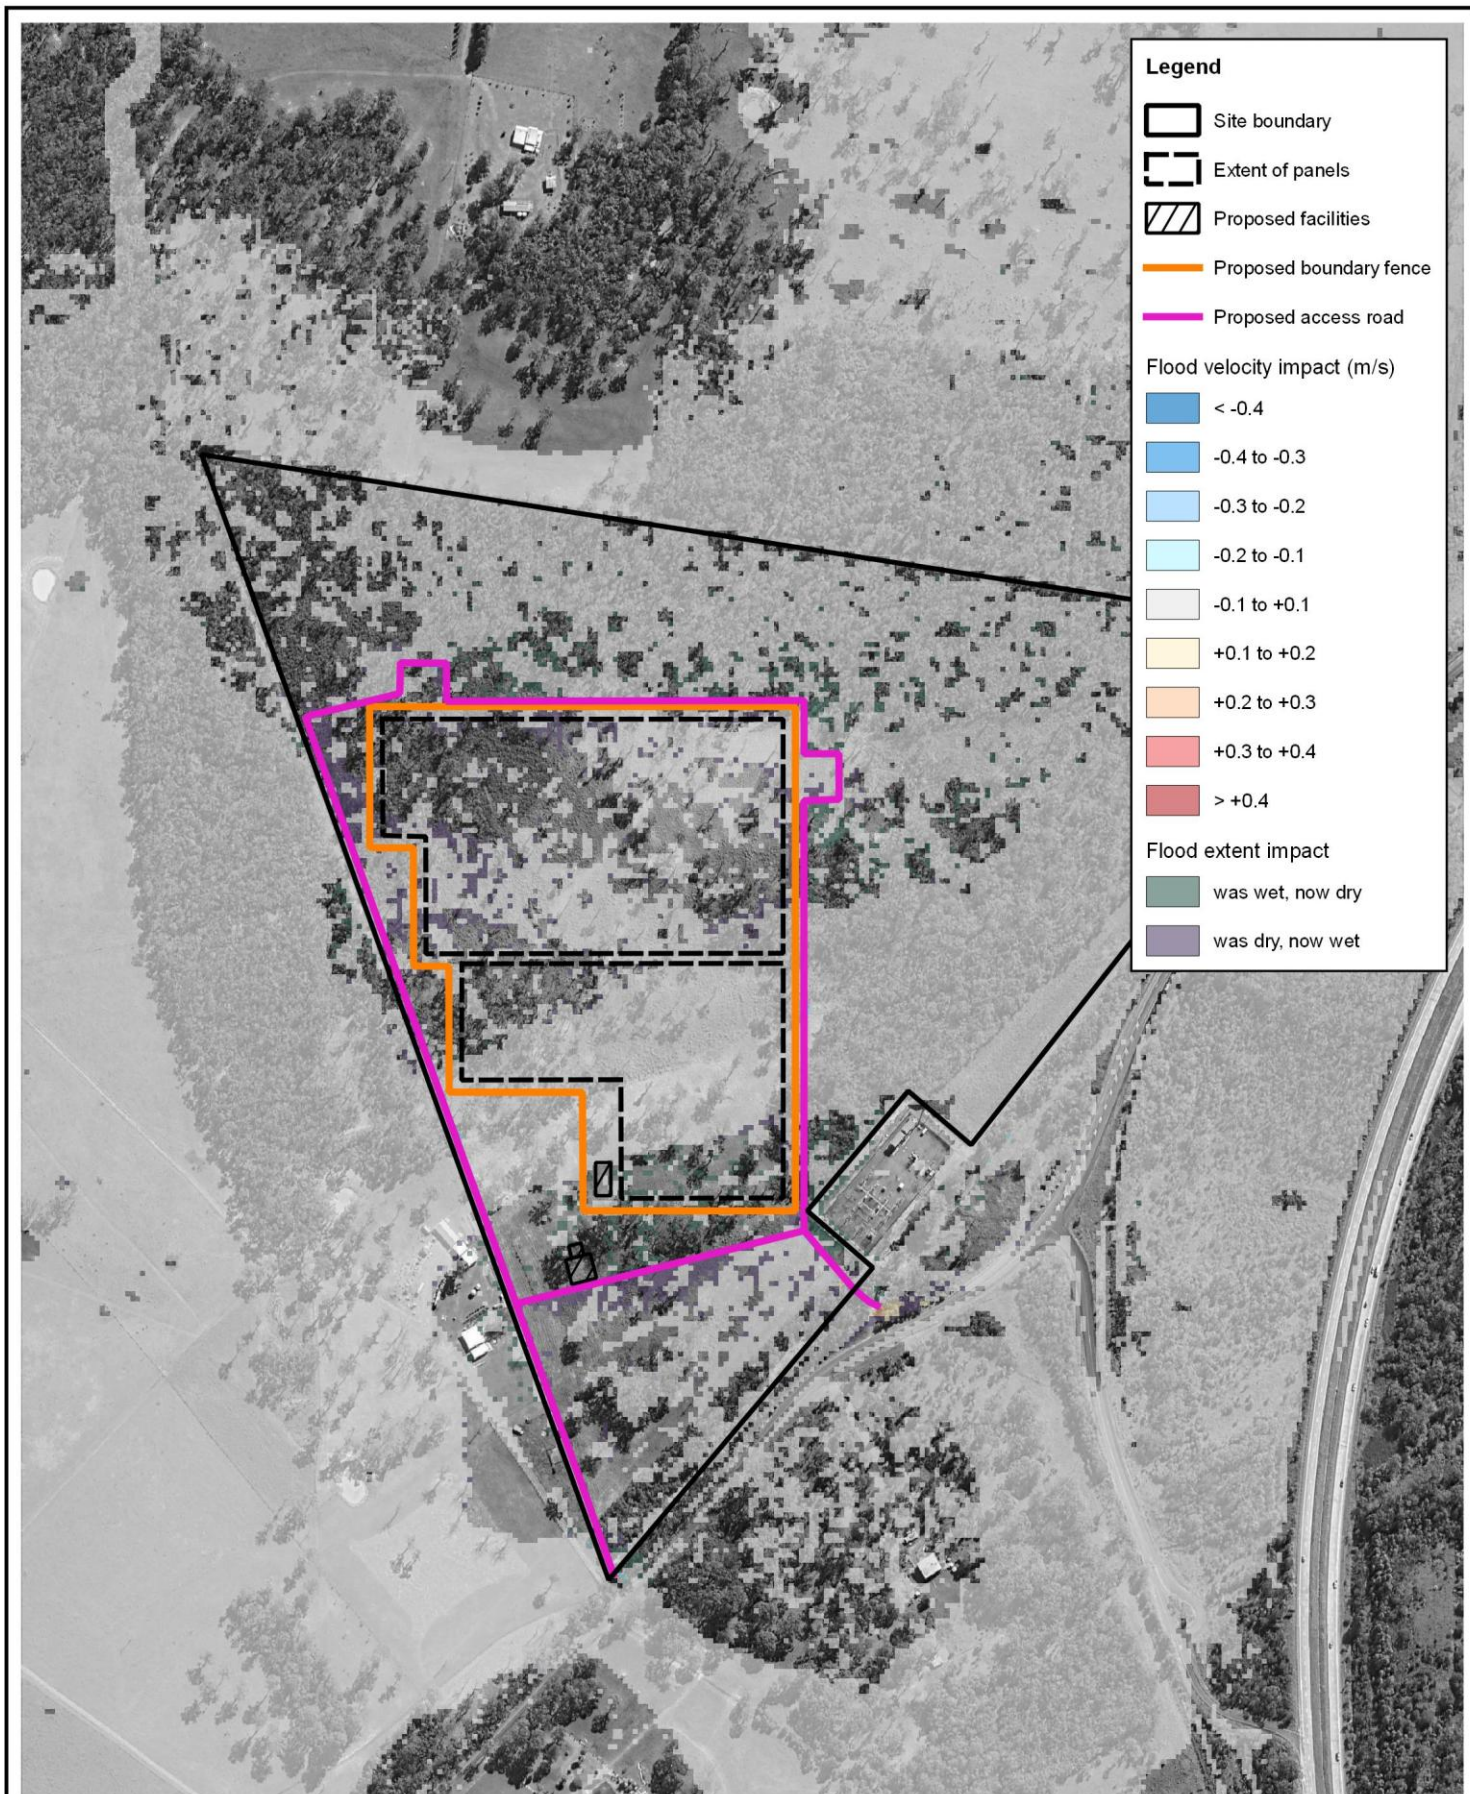 Legend
Site boundary
Extent of panels
Proposed facilities
Proposed boundary fence
Proposed access road
Flood velocity impact (m/s)
< -0.4
-0.4 to -0.3
-0.3 to -0.2
-0.2 to -0.1
-0.1 to +0.1
+0.1 to +0.2
+0.2 to +0.3
+0.3 to +0.4
> +0.4
Flood extent impact
was wet, now dry
was dry, now wet